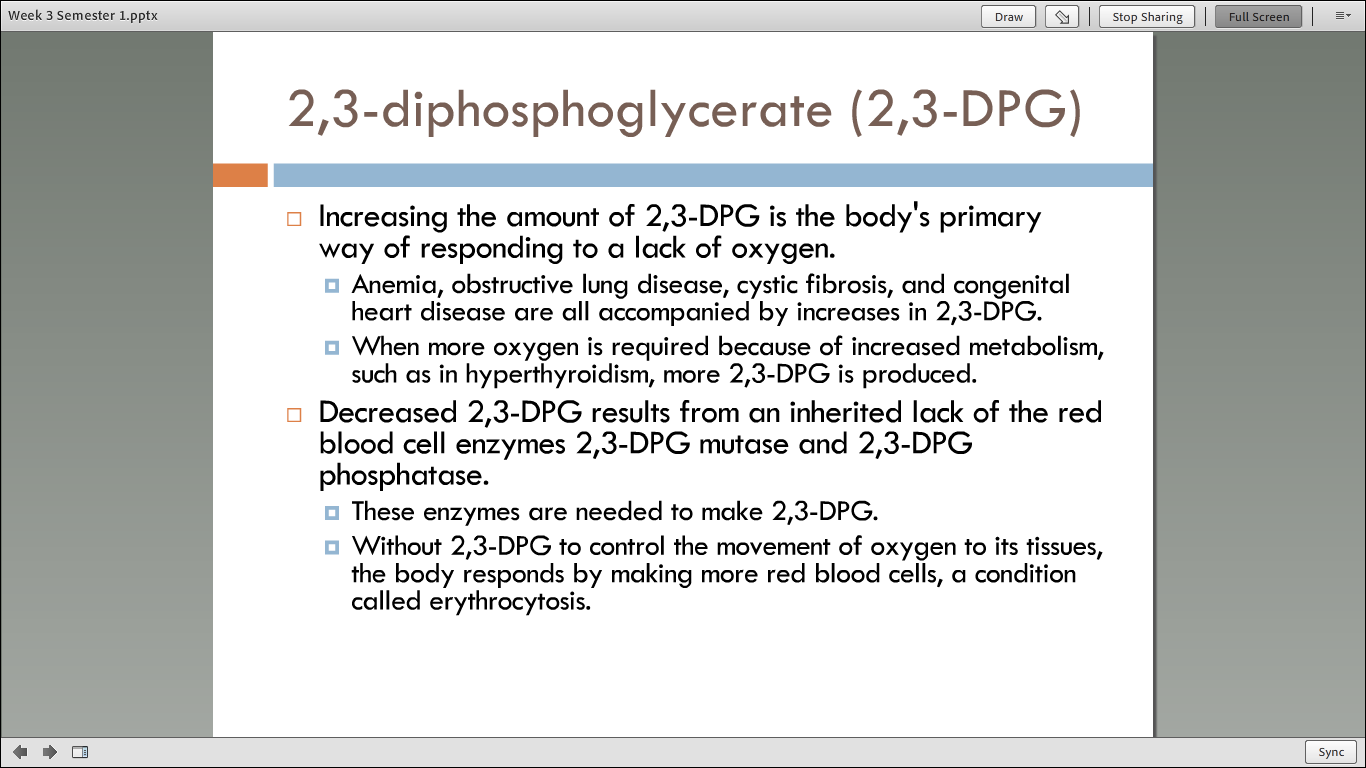 Week 3 Semester 1.pptx
Draw
Stop Sharing
Full Screen
2,3-diphosphoglycerate (2,3-DPG)
Increasing the amount of 2,3-DPG is the body's primary
way of responding to a lack of oxygen.
Anemia, obstructive lung disease, cystic fibrosis, and congenital
heart disease are all accompanied by increases in 2,3-DPG.
When more oxygen is required because of increased metabolism,
such as in hyperthyroidism, more 2,3-DPG is produced.
Decreased 2,3-DPG results from an inherited lack of the red
blood cell enzymes 2,3-DPG mutase and 2,3-DPG
phosphatase.
These enzymes are needed to make 2,3-DPG.
Without 2,3-DPG to control the movement of oxygen to its tissues,
the body responds by making more red blood cells, a condition
called erythrocytosis.
Sync